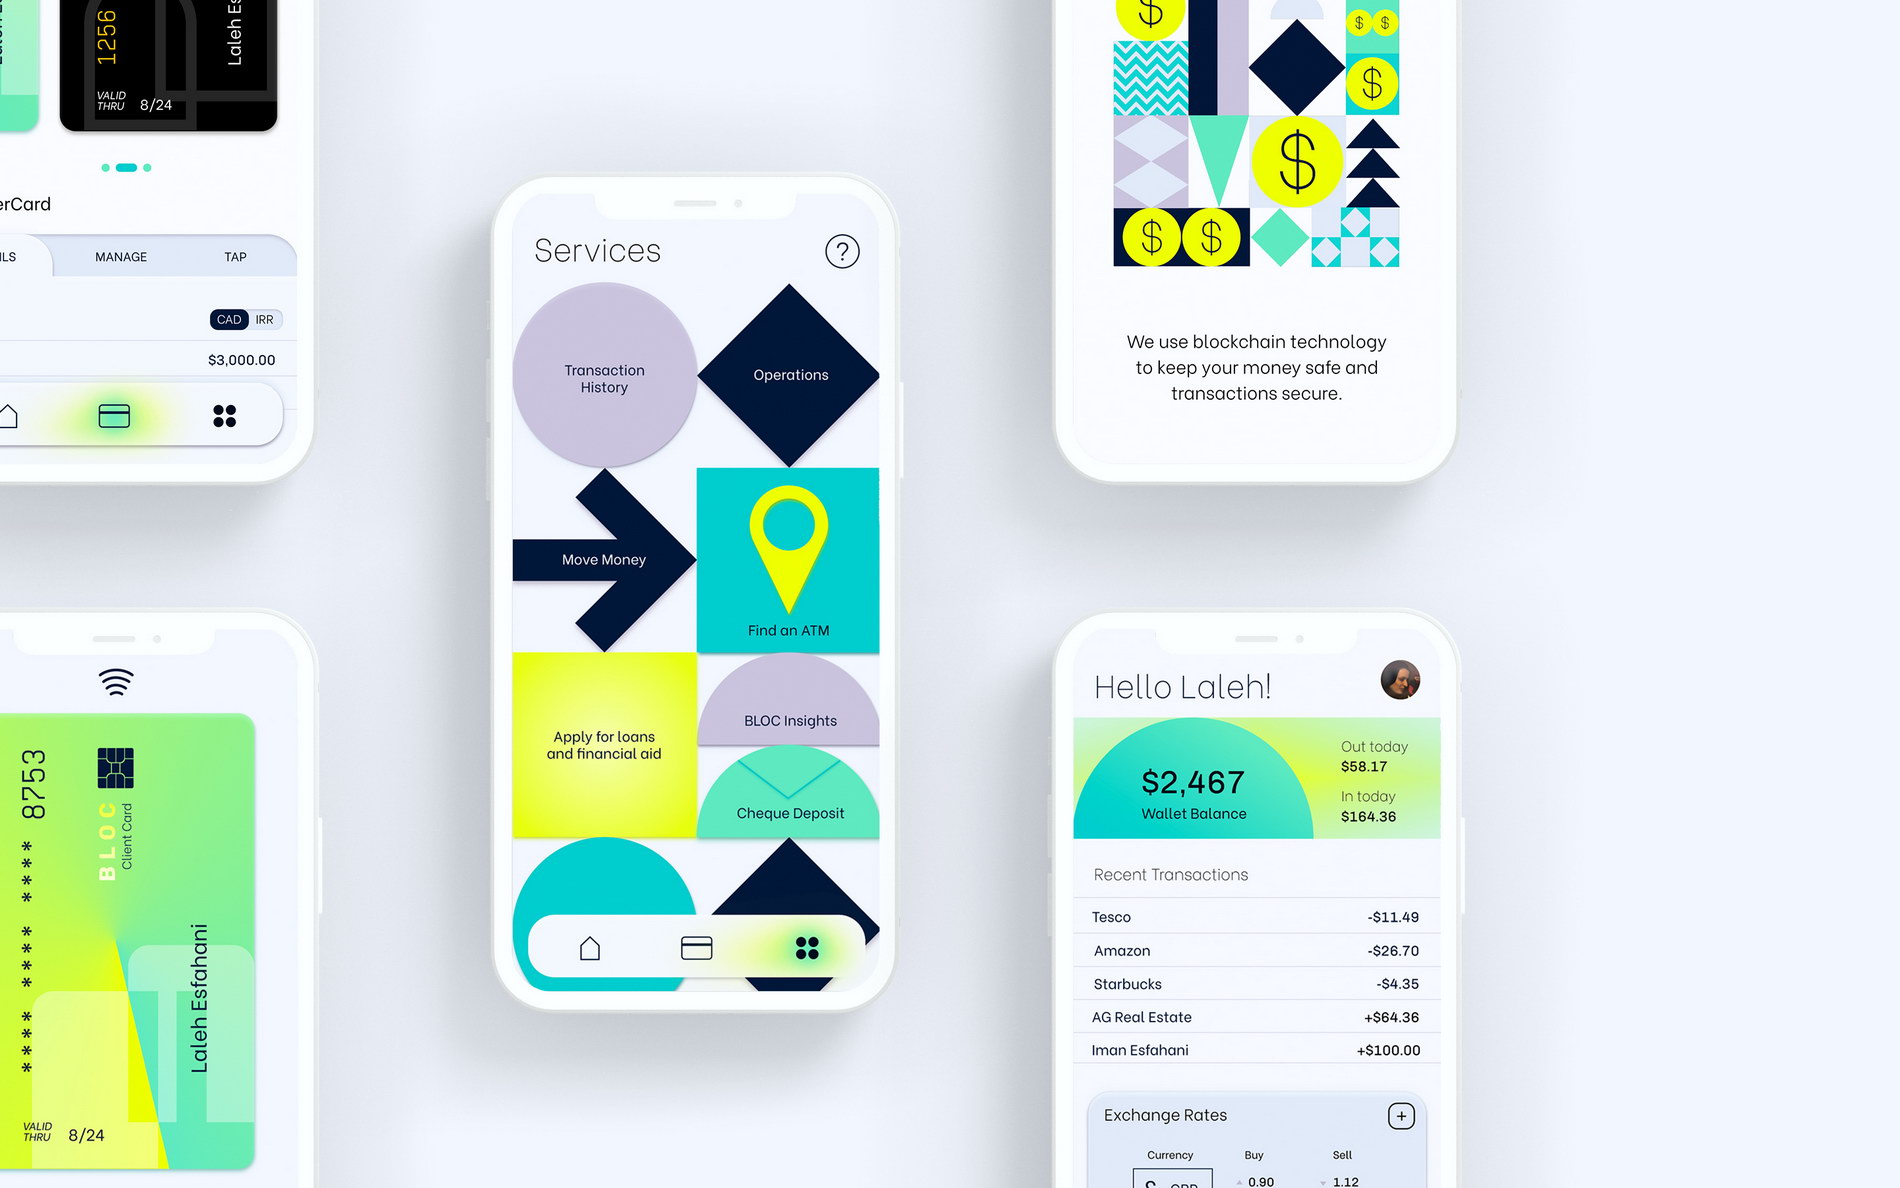 1256
Laleh Es
VALID
THRU 8/24
erCard
ILS
MANAGE
TAP
CAD
IRR
$3,000.00
8753
**** **** ****
BLOC
Client Card
Laleh Esfahani
VALID
THRU 8/24
Services
?
Transaction
History
Operations
Move Money
Find an ATM
Apply for loans
and financial aid
BLOC Insights
Cheque Deposit
$
$ $
$
$
$ $
We use blockchain technology
to keep your money safe and
transactions secure.
Hello Laleh!
$2,467
Wallet Balance
Out today
$58.17
In today
$164.36
Recent Transactions
Tesco -$11.49
Amazon -$26.70
Starbucks -$4.35
AG Real Estate +$64.36
Iman Esfahani +$100.00
Exchange Rates +
Currency Buy Sell
0.90 1.12